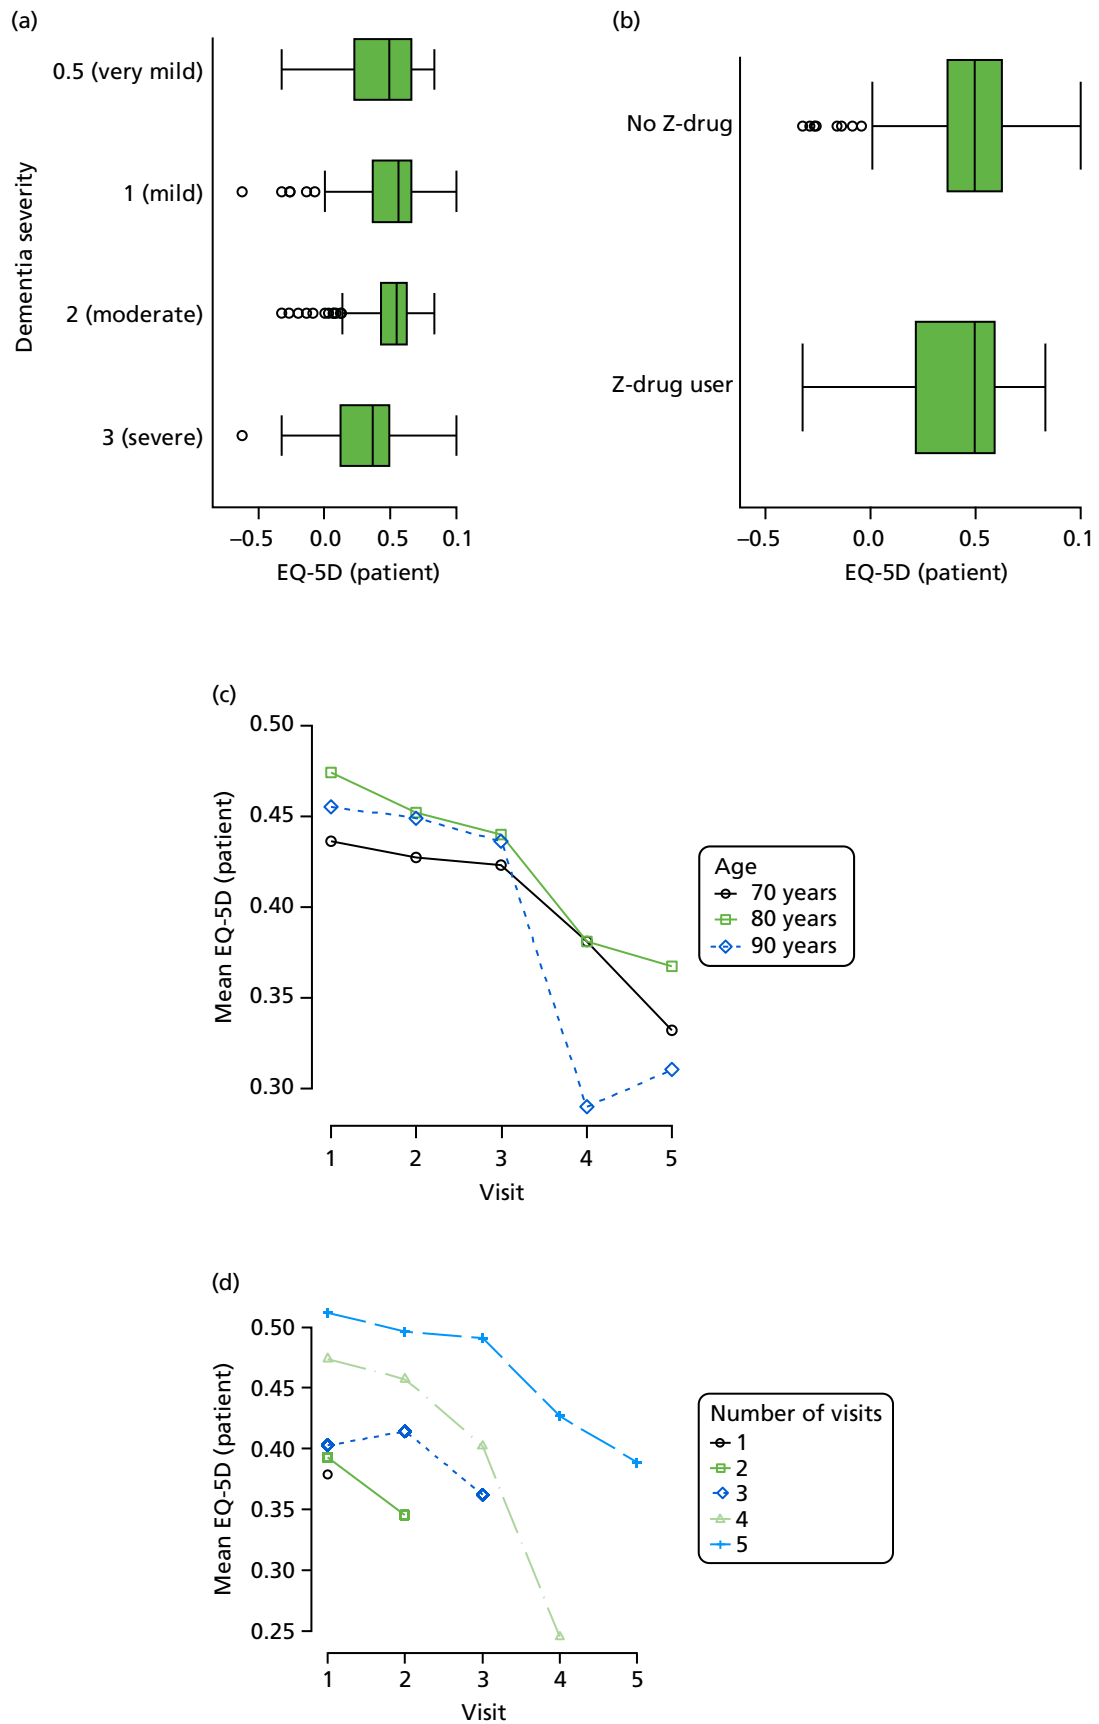 (a)
Dementia severity
0.5 (very mild)
1 (mild)
2 (moderate)
3 (severe)
−0.5 0.0 0.5 0.1
EQ-5D (patient)
(b)
No Z-drug
Z-drug user
−0.5 0.0 0.5 0.1
EQ-5D (patient)
(c)
Mean EQ-5D (patient)
0.50
0.45
0.40
0.35
0.30
1 2 3 4 5
Visit
Age
70 years
80 years
90 years
(d)
Mean EQ-5D (patient)
0.50
0.45
0.40
0.35
0.30
0.25
1 2 3 4 5
Visit
Number of visits
1
2
3
4
5